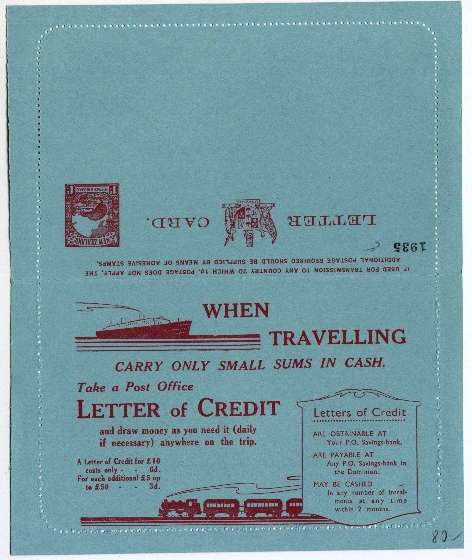 LETTER CARD.
1935
IF USED FOR TRANSMISSION TO ANY COUNTRY TO WHICH 1D. POSTAGE DOES NOT APPLY, THE
ADDITIONAL POSTAGE REQUIRED SHOULD BE SUPPLIED BY MEANS OF ADHESIVE STAMPS.
WHEN
TRAVELLING
CARRY ONLY SMALL SUMS IN CASH.
Take a Post Office
LETTER of CREDIT
and draw money as you need it (daily
if necessary) anywhere on the trip.
A Letter of Credit for £10
costs only - - 6d.
For each additional £5 up
to £50 - - 3d.
Letters of Credit
ARE OBTAINABLE AT
Your P.O. Savings-bank.
ARE PAYABLE AT
Any P.O. Savings-bank in
the Dominion.
MAY BE CASHED
In any number of instal-
ments at any time
within 2 months.
80-